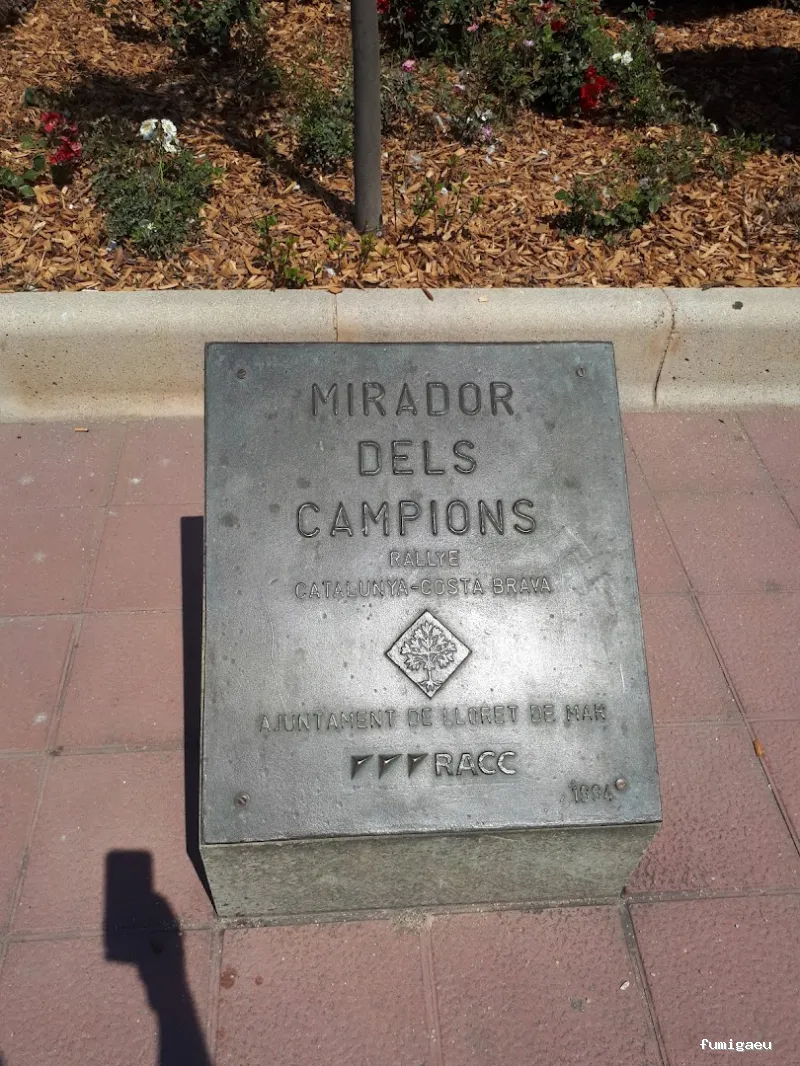 MIRADOR
DELS
CAMPIONS
RALLYE
CATALUNYA-COSTA BRAVA
AJUNTAMENT DE LLORET DE MAR
RACC
1994
fumigaeu